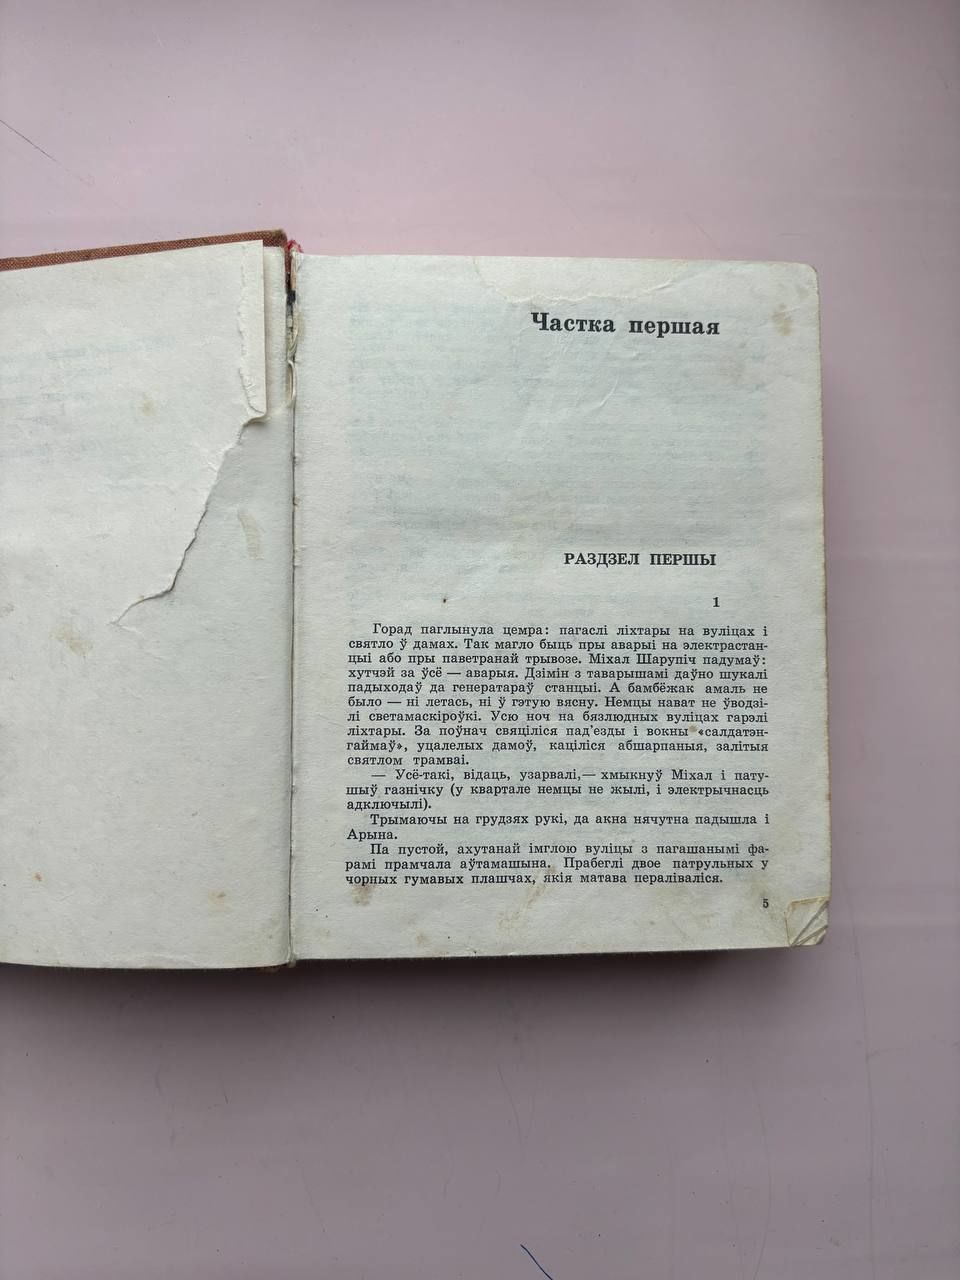 Частка першая
РАЗДЗЕЛ ПЕРШЫ
1
Горад паглынула цемра: пагаслі ліхтары на вуліцах і
святло ў дамах. Так магло быць пры аварыі на электрастан-
цыі або пры паветранай трывозе. Міхал Шарупіч падумаў:
хутчэй за ўсё — аварыя. Дзімін з таварышамі даўно шукалі
падыходаў да генератараў станцыі. А бамбёжак амаль не
было — ні летась, ні ў гэтую вясну. Немцы нават не ўводзі-
лі светамаскіроўкі. Усю ноч на бязлюдных вуліцах гарэлі
ліхтары. За поўнач свяціліся пад'езды і вокны «салдатэн-
гаймаў», уцалелых дамоў, каціліся абшарпаныя, залітыя
святлом трамваі.
— Усё-такі, відаць, узарвалі,— хмыкнуў Міхал і пату-
шыў газнічку (у квартале немцы не жылі, і электрычнасць
адключылі).
Трымаючы на грудзях рукі, да акна нячутна падышла і
Арына.
Па пустой, ахутанай імглою вуліцы з пагашанымі фа-
рамі прамчала аўтамашына. Прабеглі двое патрульных у
чорных гумавых плашчах, якія матава пераліваліся.
5